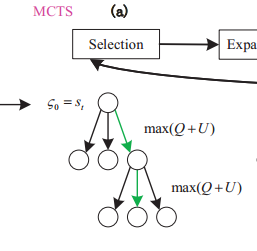 MCTS (a)
Selection
Expa
ς₀ = sₜ
max(Q+U)
max(Q+U)